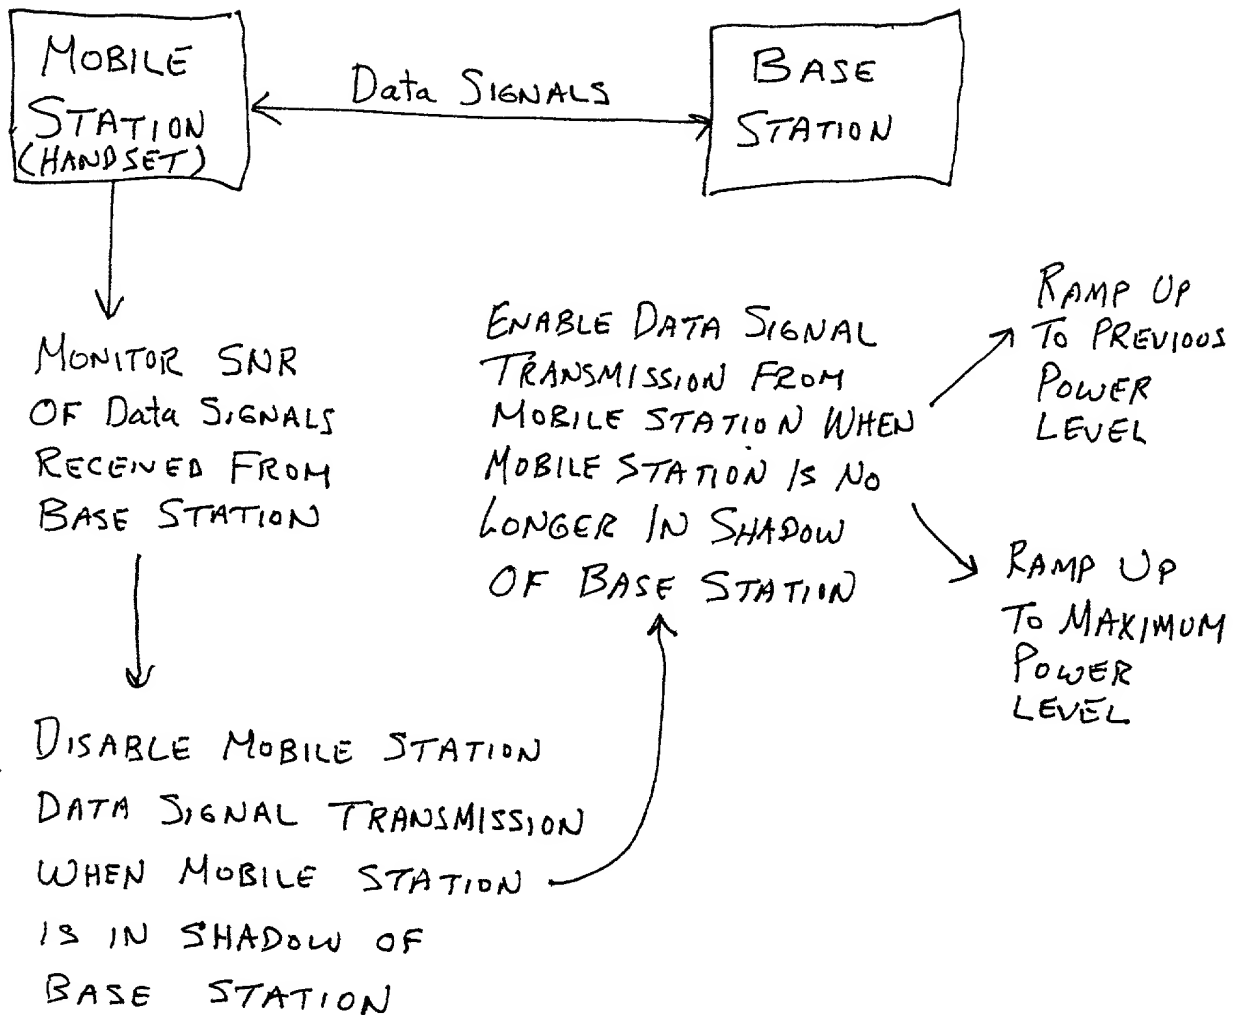 MOBILE
STATION
(HANDSET)
Data SIGNALS
BASE
STATION
MONITOR SNR
OF Data SIGNALS
RECEIVED FROM
BASE STATION
DISABLE MOBILE STATION
DATA SIGNAL TRANSMISSION
WHEN MOBILE STATION
IS IN SHADOW OF
BASE STATION
ENABLE DATA SIGNAL
TRANSMISSION FROM
MOBILE STATION WHEN
MOBILE STATION IS NO
LONGER IN SHADOW
OF BASE STATION
RAMP UP
TO PREVIOUS
POWER
LEVEL
RAMP UP
TO MAXIMUM
POWER
LEVEL